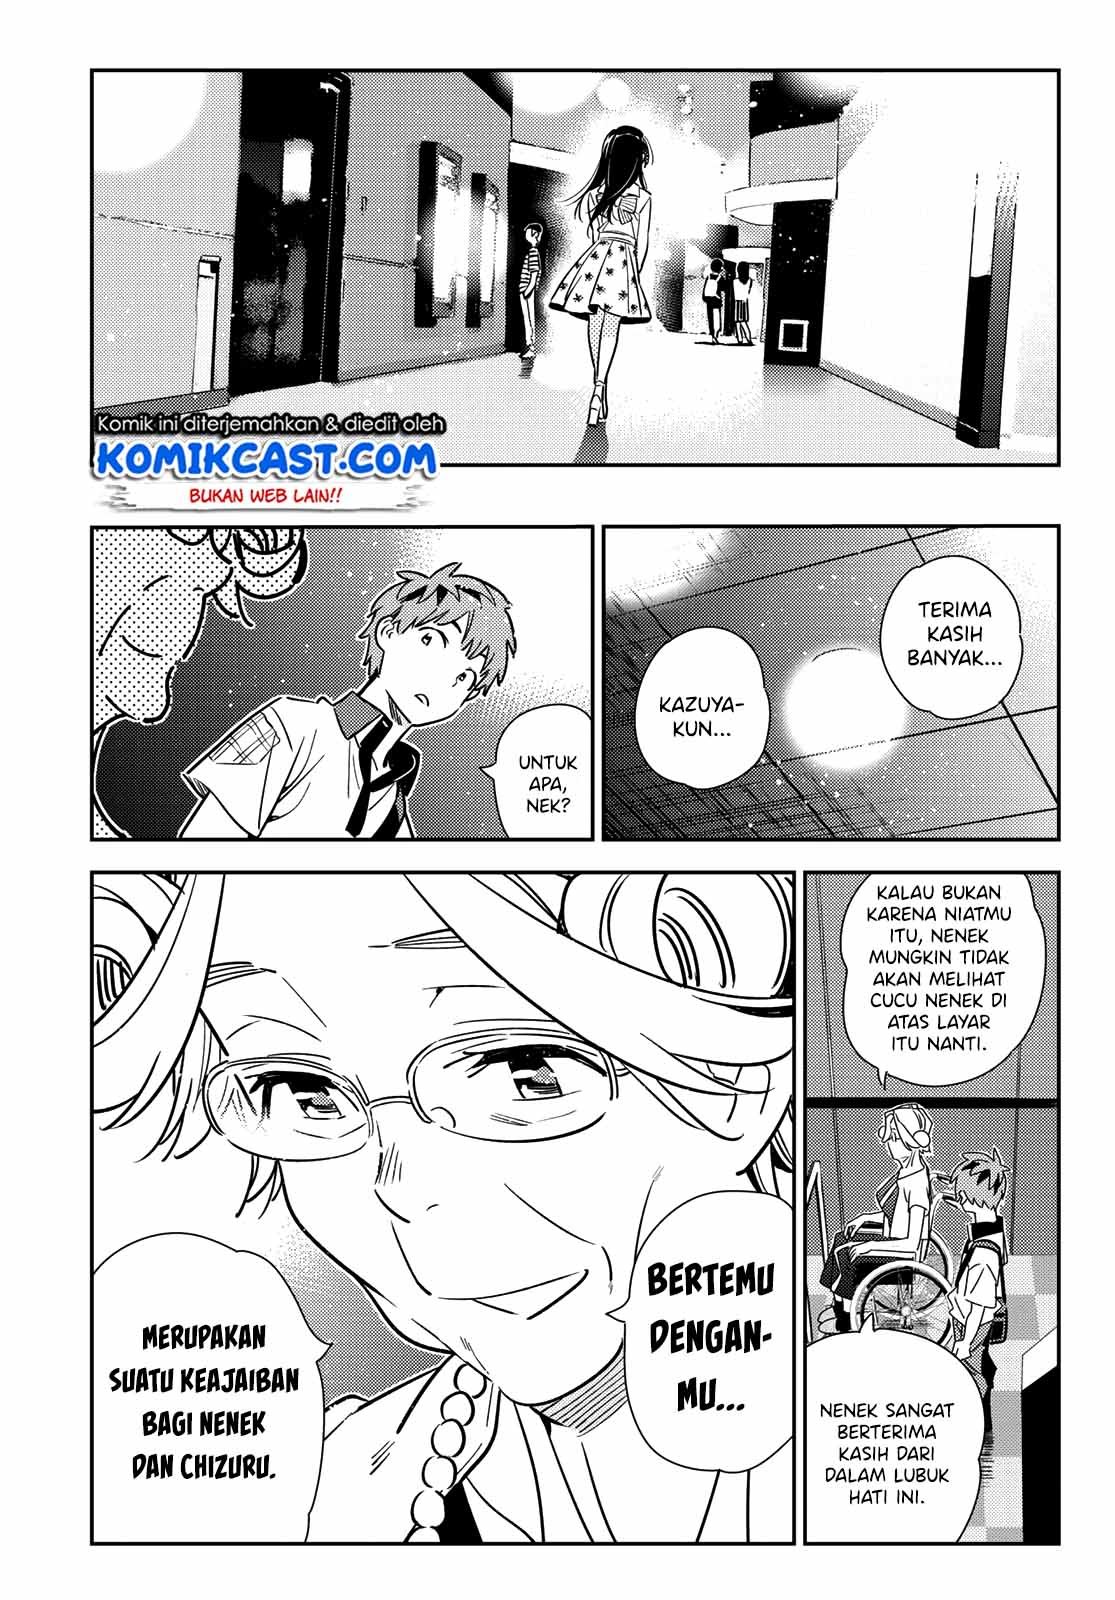 Komik ini diterjemahkan & diedit oleh
KOMIKCAST.COM
BUKAN WEB LAIN!!
TERIMA
KASIH
BANYAK...
KAZUYA-
KUN...
UNTUK
APA,
NEK?
KALAU BUKAN
KARENA NIATMU
ITU, NENEK
MUNGKIN TIDAK
AKAN MELIHAT
CUCU NENEK DI
ATAS LAYAR
ITU NANTI.
NENEK SANGAT
BERTERIMA
KASIH DARI
DALAM LUBUK
HATI INI.
BERTEMU
DENGAN-
MU...
MERUPAKAN
SUATU KEAJAIBAN
BAGI NENEK
DAN CHIZURU.